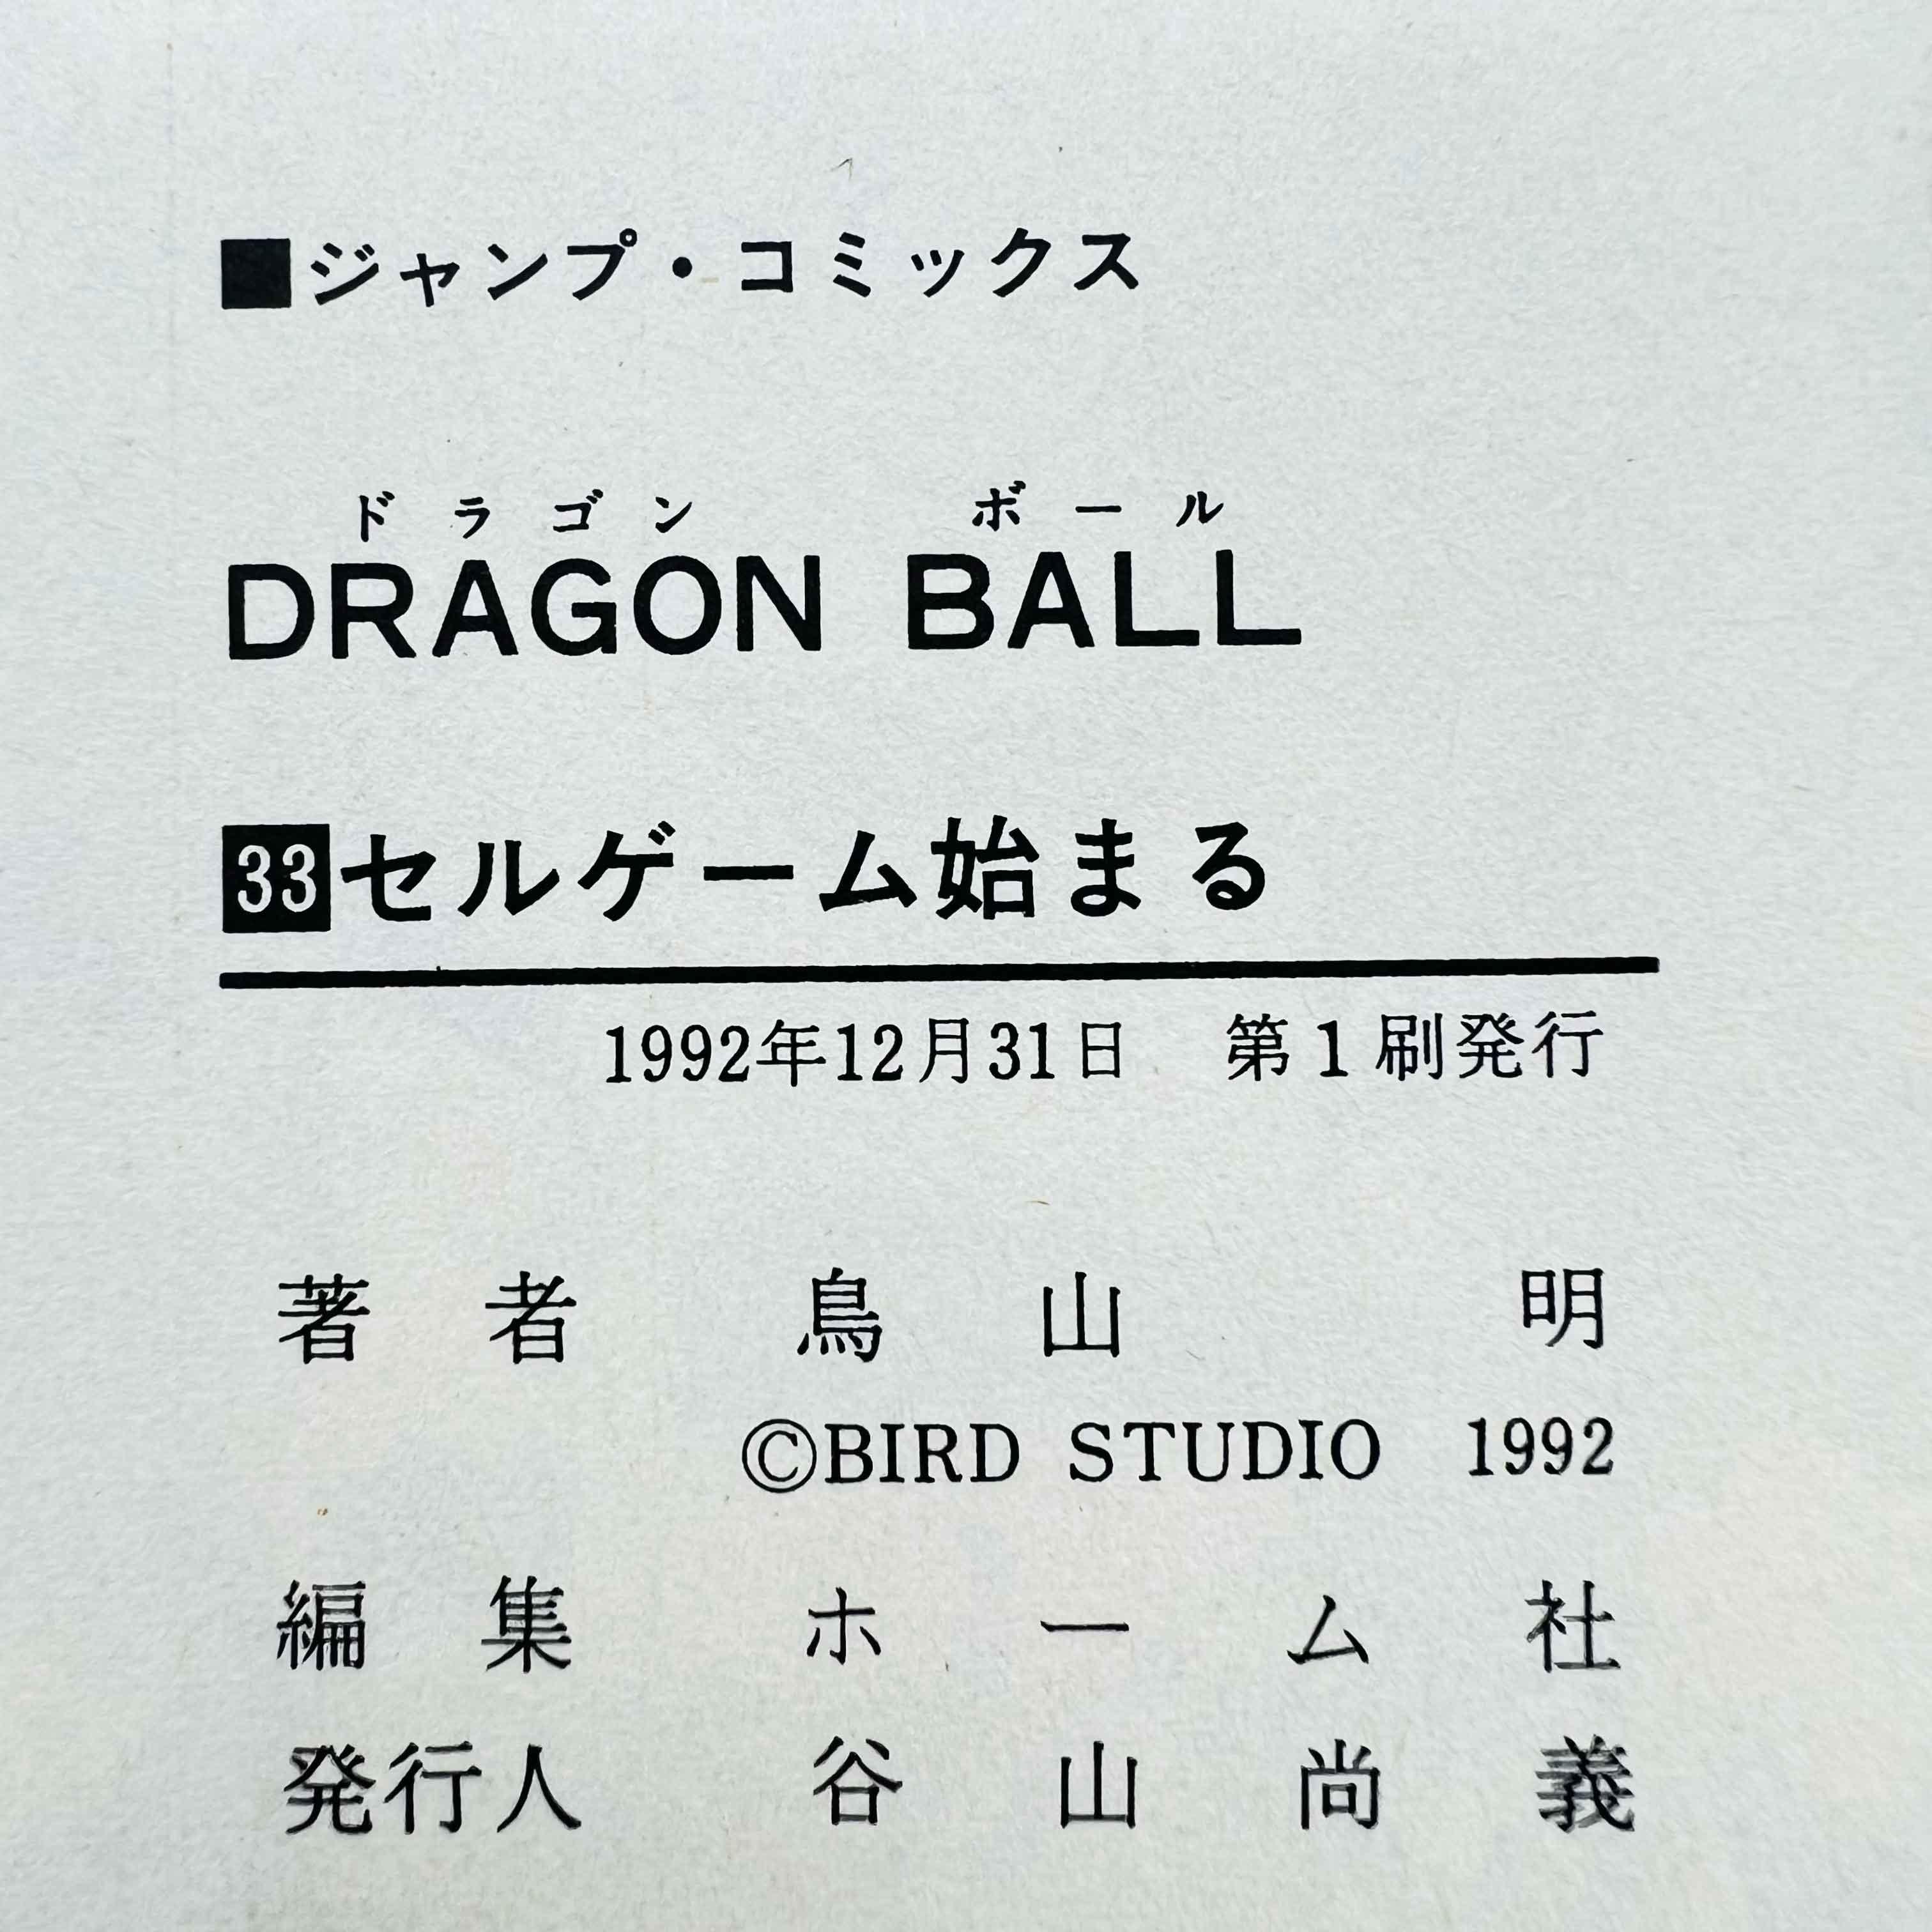 ■ジャンプ・コミックス
ドラゴン ボール
DRAGON BALL
33セルゲーム始まる
1992年12月31日 第1刷発行
著者 鳥山明
©BIRD STUDIO 1992
編集 ホーム社
発行人 谷山尚義